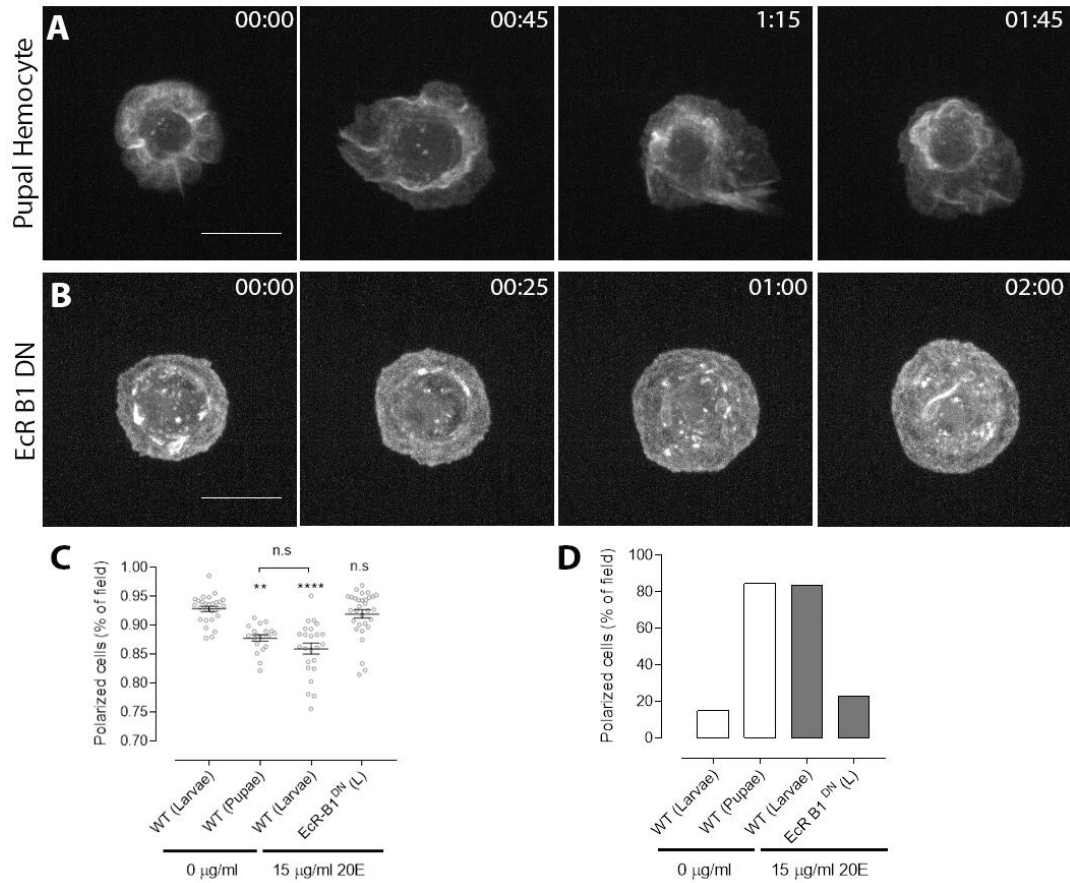 A
Pupal Hemocyte
00:00
00:45
1:15
01:45
B
EcR B1 DN
00:00
00:25
01:00
02:00
C
Polarized cells (% of field)
1.00
0.95
0.90
0.85
0.80
0.75
0.70
n.s
**
****
n.s
WT (Larvae)
WT (Pupae)
WT (Larvae)
EcR-B1ᴰᴺ (L)
0 µg/ml
15 µg/ml 20E
D
Polarized cells (% of field)
100
80
60
40
20
0
WT (Larvae)
WT (Pupae)
WT (Larvae)
EcR B1ᴰᴺ (L)
0 µg/ml
15 µg/ml 20E